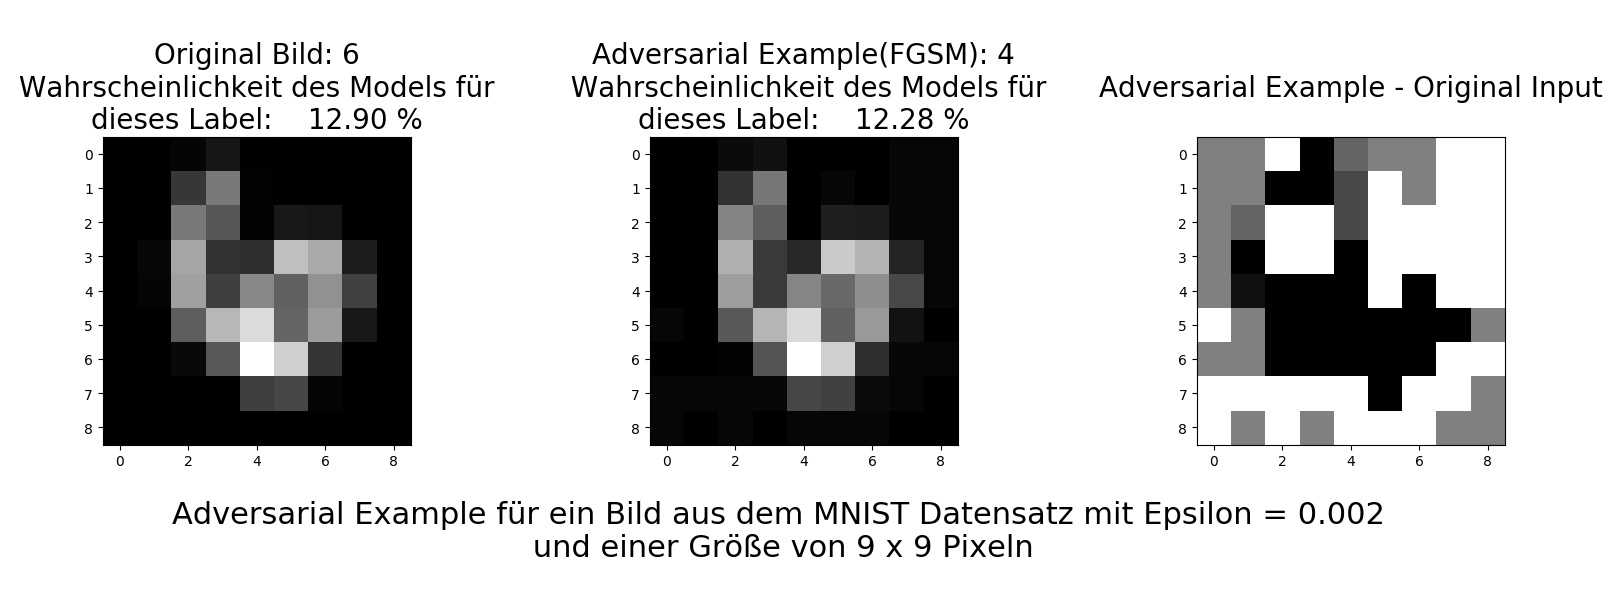 Original Bild: 6
Wahrscheinlichkeit des Models für
dieses Label: 12.90 %
0
1
2
3
4
5
6
7
8
0 2 4 6 8
Adversarial Example(FGSM): 4
Wahrscheinlichkeit des Models für
dieses Label: 12.28 %
0
1
2
3
4
5
6
7
8
0 2 4 6 8
Adversarial Example - Original Input
0
1
2
3
4
5
6
7
8
0 2 4 6 8
Adversarial Example für ein Bild aus dem MNIST Datensatz mit Epsilon = 0.002
und einer Größe von 9 x 9 Pixeln